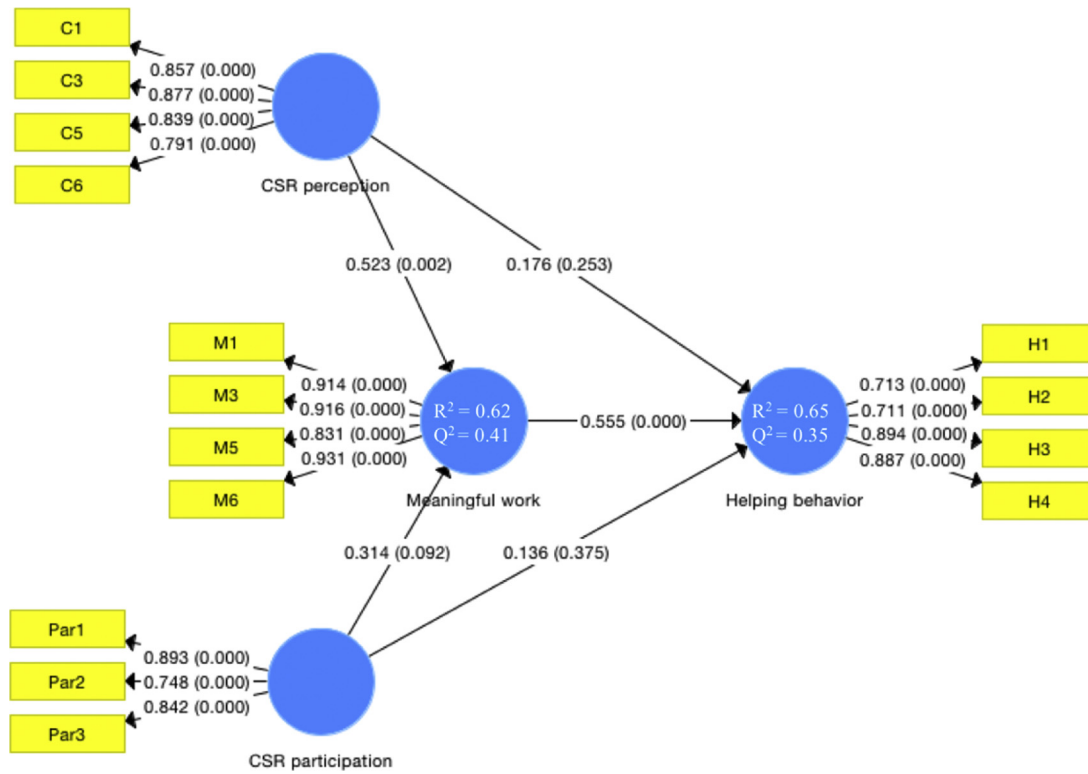 C1
C3
C5
C6
0.857 (0.000)
0.877 (0.000)
0.839 (0.000)
0.791 (0.000)
CSR perception
0.523 (0.002)
0.176 (0.253)
M1
M3
M5
M6
0.914 (0.000)
0.916 (0.000)
0.831 (0.000)
0.931 (0.000)
R² = 0.62
Q² = 0.41
Meaningful work
0.555 (0.000)
R² = 0.65
Q² = 0.35
Helping behavior
0.713 (0.000)
0.711 (0.000)
0.894 (0.000)
0.887 (0.000)
H1
H2
H3
H4
0.314 (0.092)
0.136 (0.375)
Par1
Par2
Par3
0.893 (0.000)
0.748 (0.000)
0.842 (0.000)
CSR participation